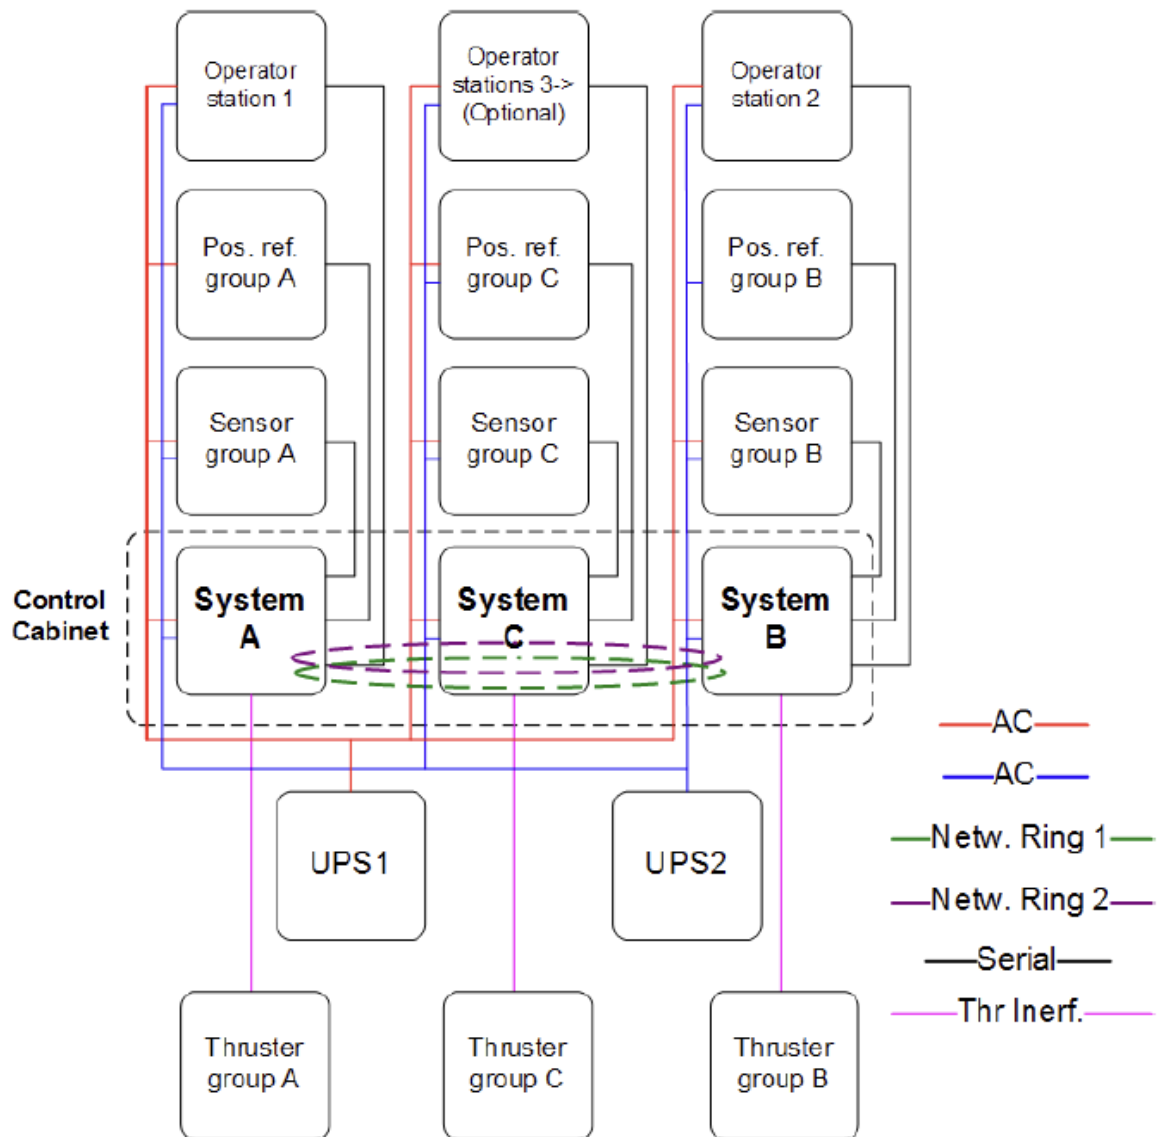 Operator
station 1
Operator
stations 3->
(Optional)
Operator
station 2
Pos. ref.
group A
Pos. ref.
group C
Pos. ref.
group B
Sensor
group A
Sensor
group C
Sensor
group B
Control
Cabinet
System
A
System
C
System
B
UPS1
UPS2
AC
AC
Netw. Ring 1
Netw. Ring 2
Serial
Thr Inerf.
Thruster
group A
Thruster
group C
Thruster
group B